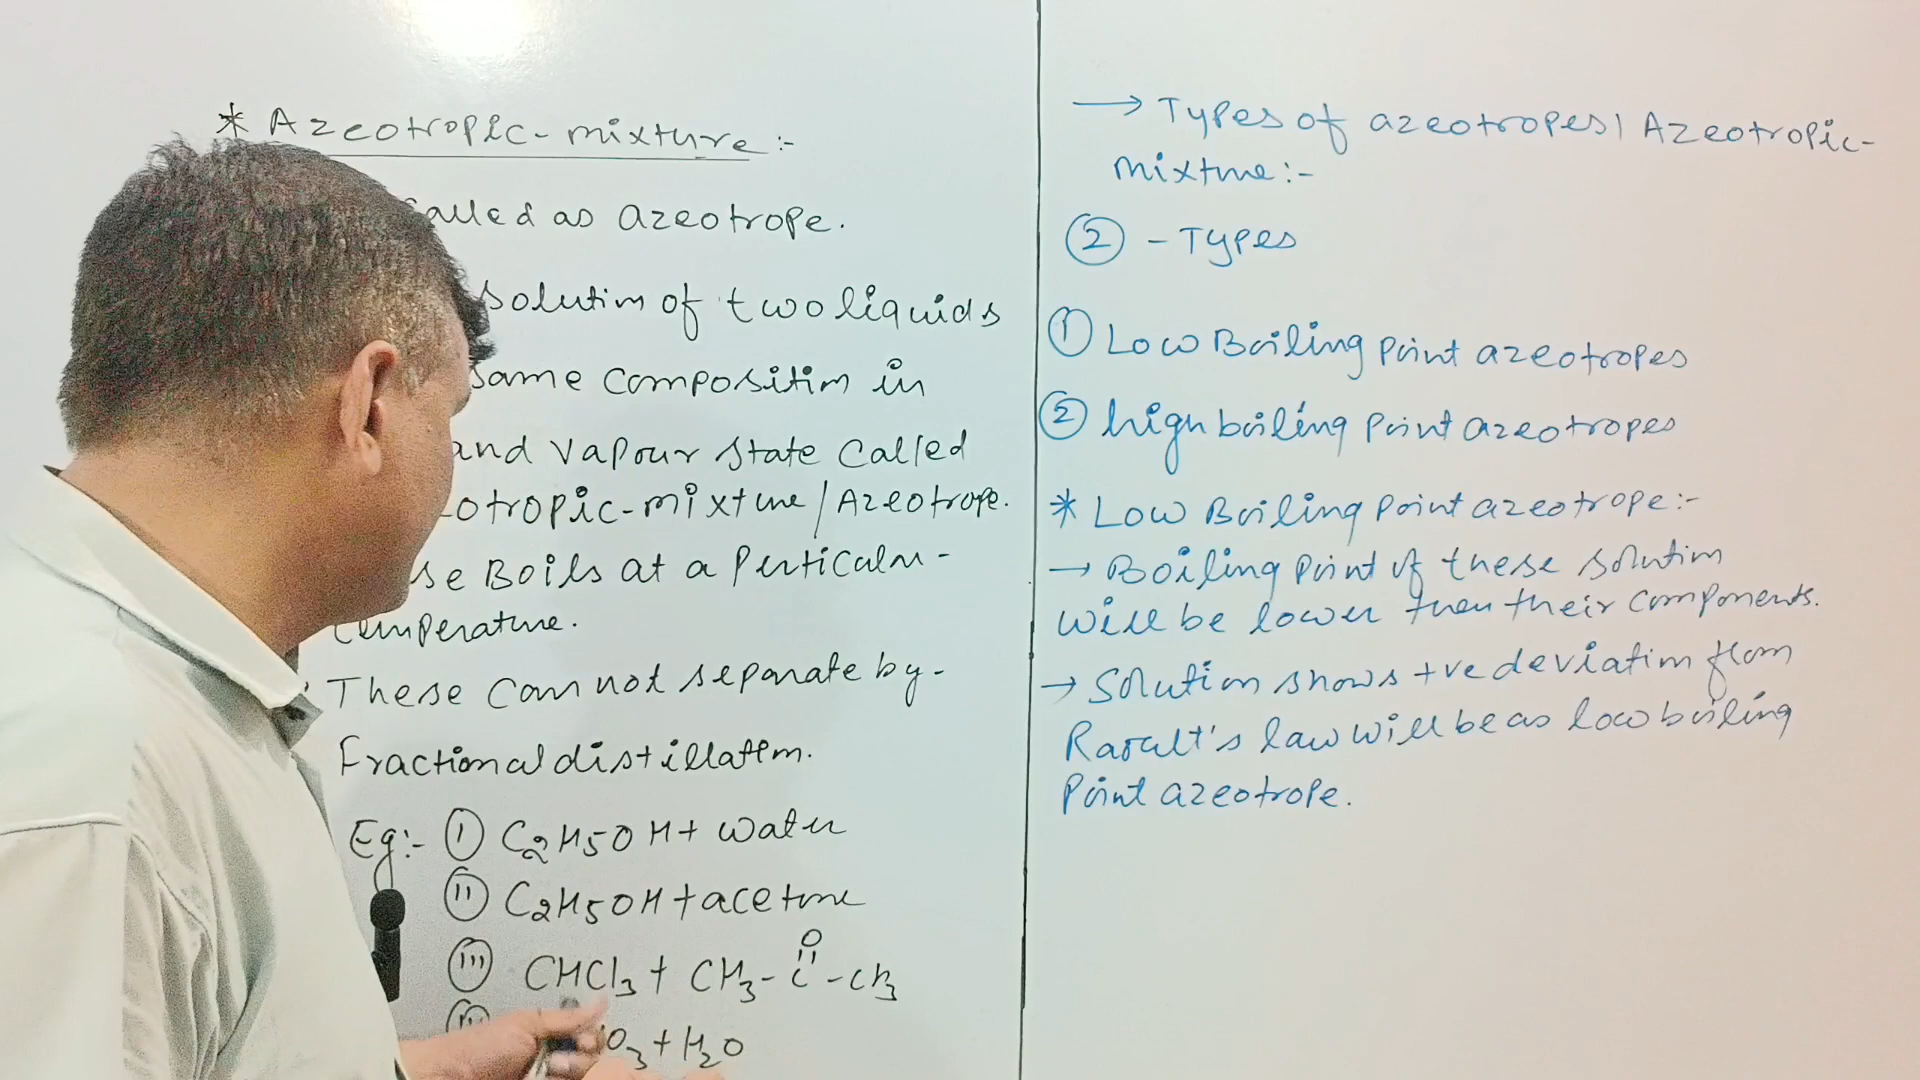 * Azeotropic-mixture:-
called as azeotrope.
solution of two liquids
same composition in
and vapour state called
otropic-mixture/Azeotrope.
se Boils at a Perticular-
temperature.
These can not separate by-
Fractional distillation.
Eg:- (i) C2H5OH + water
(ii) C2H5OH + acetone
(iii) CHCl3 + CH3-C-CH3
O
O3 + H2O
→ Types of azeotropes| Azeotropic-
mixture:-
② - Types
① Low Boiling point azeotropes
② high boiling point azeotropes
* Low Boiling point azeotrope:-
→ Boiling point of these solution
will be lower then their components.
→ Solution shows +ve deviation from
Raoult's law will be as low boiling
point azeotrope.